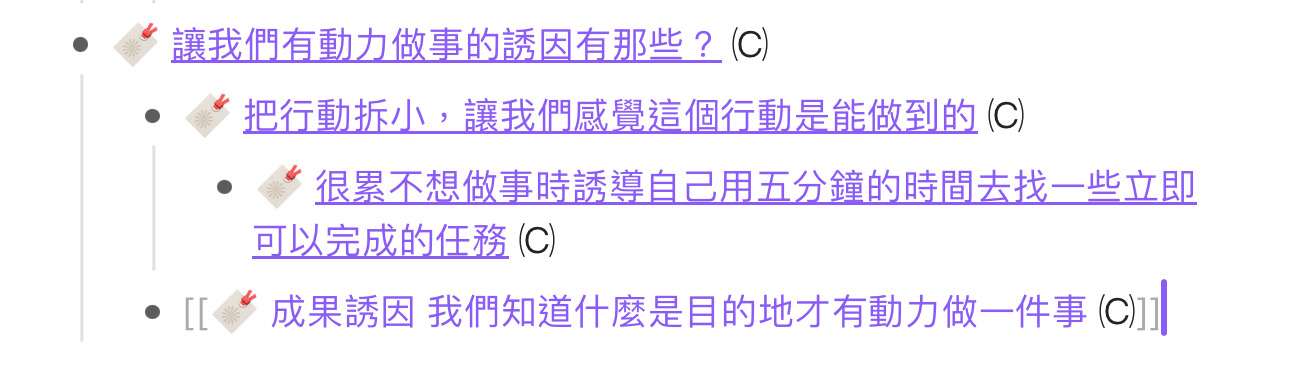 讓我們有動力做事的誘因有那些？ (C)
把行動拆小，讓我們感覺這個行動是能做到的 (C)
很累不想做事時誘導自己用五分鐘的時間去找一些立即
可以完成的任務 (C)
[[ 成果誘因 我們知道什麼是目的地才有動力做一件事 (C)]]